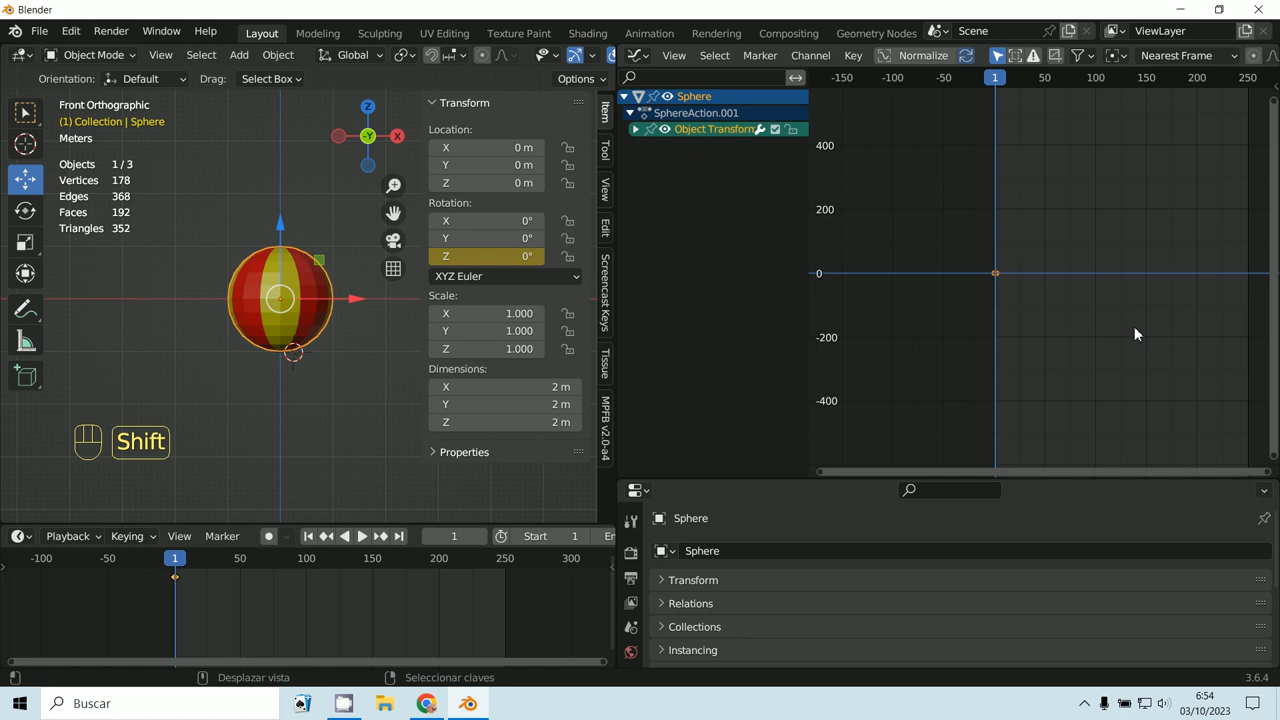 Blender
File Edit Render Window Help Layout Modeling Sculpting UV Editing Texture Paint Shading Animation Rendering Compositing Geometry Nodes Scene ViewLayer
Object Mode View Select Add Object Global View Select Marker Channel Key Normalize Nearest Frame
Orientation: Default Drag: Select Box Options
-150 -50 1 50 100 150 200 250
Front Orthographic
(1) Collection | Sphere
Meters
Objects 1 / 3
Vertices 178
Edges 368
Faces 192
Triangles 352
Z
-Y
X
Transform
Location:
X 0 m
Y 0 m
Z 0 m
Rotation:
X 0°
Y 0°
Z 0°
XYZ Euler
Scale:
X 1.000
Y 1.000
Z 1.000
Dimensions:
X 2 m
Y 2 m
Z 2 m
Properties
Item
Tool
View
Edit
Screencast Keys
Tissue
MPFB v2.0-a4
Sphere
SphereAction.001
Object Transform
400
200
0
-200
-400
Shift
Sphere
Sphere
Transform
Relations
Collections
Instancing
Playback Keying View Marker 1 Start 1 En
-100 -50 1 50 100 150 200 250 300
Desplazar vista Seleccionar claves 3.6.4
Buscar
6:54
03/10/2023